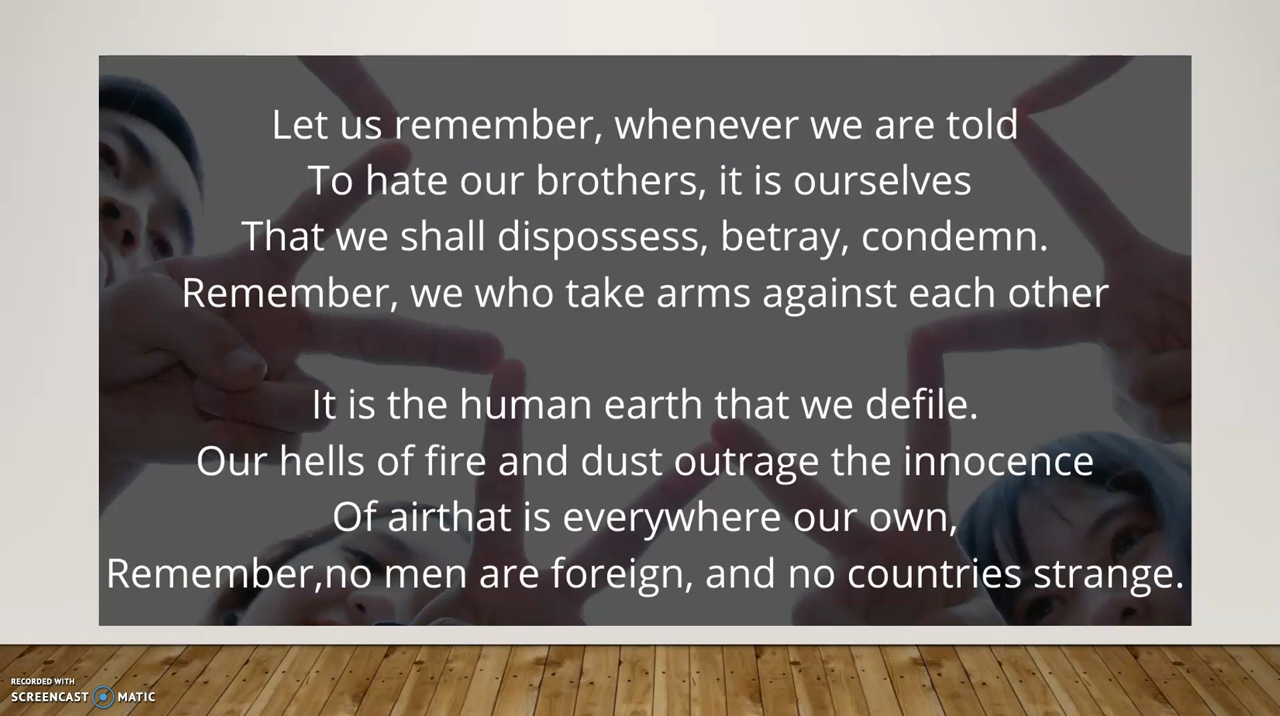 Let us remember, whenever we are told
To hate our brothers, it is ourselves
That we shall dispossess, betray, condemn.
Remember, we who take arms against each other
It is the human earth that we defile.
Our hells of fire and dust outrage the innocence
Of airthat is everywhere our own,
Remember,no men are foreign, and no countries strange.
RECORDED WITH
SCREENCAST MATIC